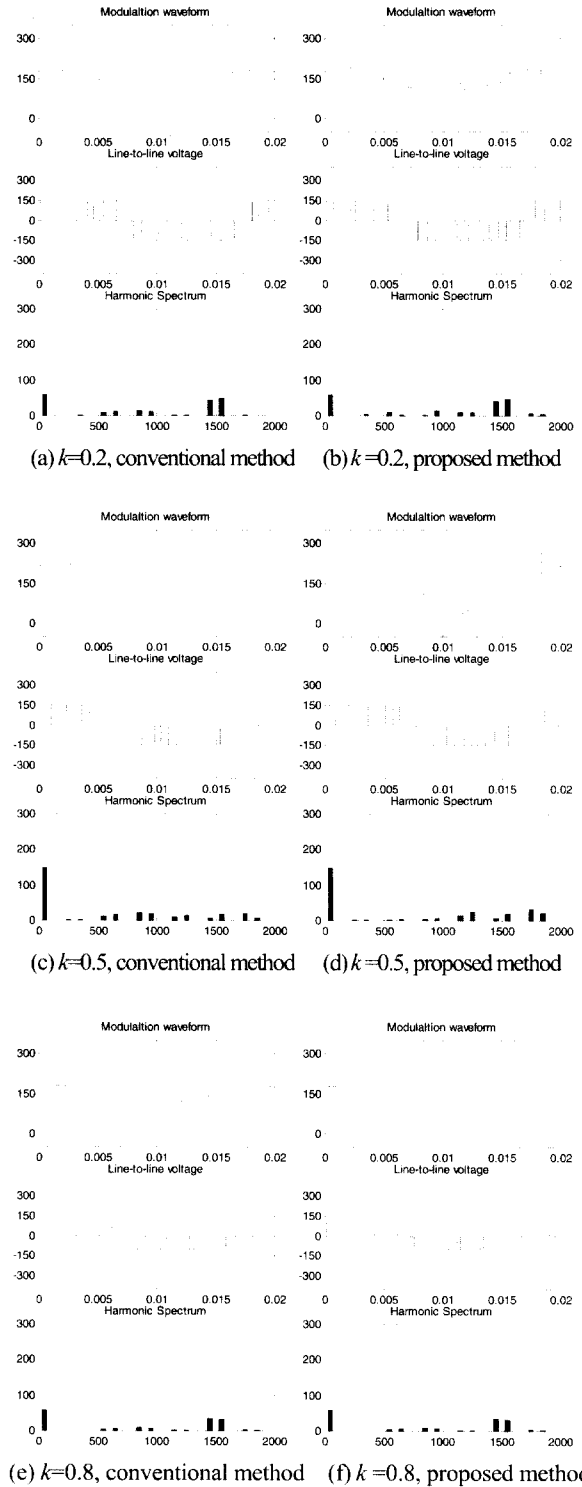 Modulaltion waveform
300
150
0
0 0.005 0.01 0.015 0.02
Line-to-line voltage
300
150
0
-150
-300
0 0.005 0.01 0.015 0.02
Harmonic Spectrum
300
200
100
0
0 500 1000 1500 2000
(a) k=0.2, conventional method
Modulaltion waveform
300
150
0
0 0.005 0.01 0.015 0.02
Line-to-line voltage
300
150
0
-150
-300
0 0.005 0.01 0.015 0.02
Harmonic Spectrum
300
200
100
0
0 500 1000 1500 2000
(b) k =0.2, proposed method
Modulaltion waveform
300
150
0
0 0.005 0.01 0.015 0.02
Line-to-line voltage
300
150
0
-150
-300
0 0.005 0.01 0.015 0.02
Harmonic Spectrum
300
200
100
0
0 500 1000 1500 2000
(c) k=0.5, conventional method
Modulaltion waveform
300
150
0
0 0.005 0.01 0.015 0.02
Line-to-line voltage
300
150
0
-150
-300
0 0.005 0.01 0.015 0.02
Harmonic Spectrum
300
200
100
0
0 500 1000 1500 2000
(d) k =0.5, proposed method
Modulaltion waveform
300
150
0
0 0.005 0.01 0.015 0.02
Line-to-line voltage
300
150
0
-150
-300
0 0.005 0.01 0.015 0.02
Harmonic Spectrum
300
200
100
0
0 500 1000 1500 2000
(e) k=0.8, conventional method
Modulaltion waveform
300
150
0
0 0.005 0.01 0.015 0.02
Line-to-line voltage
300
150
0
-150
-300
0 0.005 0.01 0.015 0.02
Harmonic Spectrum
300
200
100
0
0 500 1000 1500 2000
(f) k =0.8, proposed method